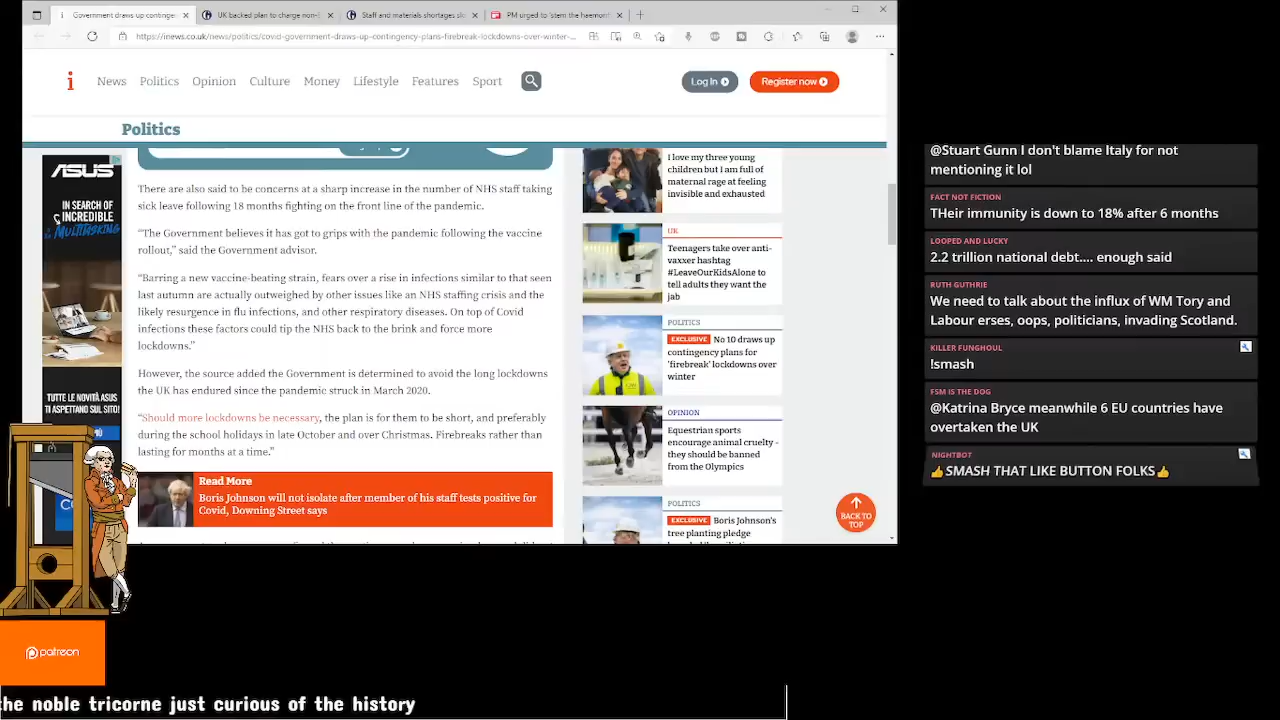 Government draws up continge
UK backed plan to charge non-
Staff and materials shortages
PM urged to 'stem the haemor
https://inews.co.uk/news/politics/covid-government-draws-up-contingency-plans-firebreak-lockdowns-over-winter-...
i
News
Politics
Opinion
Culture
Money
Lifestyle
Features
Sport
Log In
Register now
Politics
ASUS
IN SEARCH OF
INCREDIBLE
MULTITASKING
TUTTE LE NOVITÀ ASUS
TI ASPETTANO SUL SITO!
There are also said to be concerns at a sharp increase in the number of NHS staff taking
sick leave following 18 months fighting on the front line of the pandemic.
“The Government believes it has got to grips with the pandemic following the vaccine
rollout,” said the Government advisor.
“Barring a new vaccine-beating strain, fears over a rise in infections similar to that seen
last autumn are actually outweighed by other issues like an NHS staffing crisis and the
likely resurgence in flu infections, and other respiratory diseases. On top of Covid
infections these factors could tip the NHS back to the brink and force more
lockdowns.”
However, the source added the Government is determined to avoid the long lockdowns
the UK has endured since the pandemic struck in March 2020.
“Should more lockdowns be necessary, the plan is for them to be short, and preferably
during the school holidays in late October and over Christmas. Firebreaks rather than
lasting for months at a time.”
Read More
Boris Johnson will not isolate after member of his staff tests positive for
Covid, Downing Street says
I love my three young
children but I am full of
maternal rage at feeling
invisible and exhausted
UK
Teenagers take over anti-
vaxxer hashtag
#LeaveOurKidsAlone to
tell adults they want the
jab
POLITICS
EXCLUSIVE No 10 draws up
contingency plans for
'firebreak' lockdowns over
winter
OPINION
Equestrian sports
encourage animal cruelty -
they should be banned
from the Olympics
POLITICS
EXCLUSIVE Boris Johnson's
tree planting pledge
BACK TO
TOP
@Stuart Gunn I don't blame Italy for not
mentioning it lol
FACT NOT FICTION
THeir immunity is down to 18% after 6 months
LOOPED AND LUCKY
2.2 trillion national debt.... enough said
RUTH GUTHRIE
We need to talk about the influx of WM Tory and
Labour erses, oops, politicians, invading Scotland.
KILLER FUNGHOUL
!smash
FSM IS THE DOG
@Katrina Bryce meanwhile 6 EU countries have
overtaken the UK
NIGHTBOT
👍SMASH THAT LIKE BUTTON FOLKS👍
patreon
the noble tricorne just curious of the history